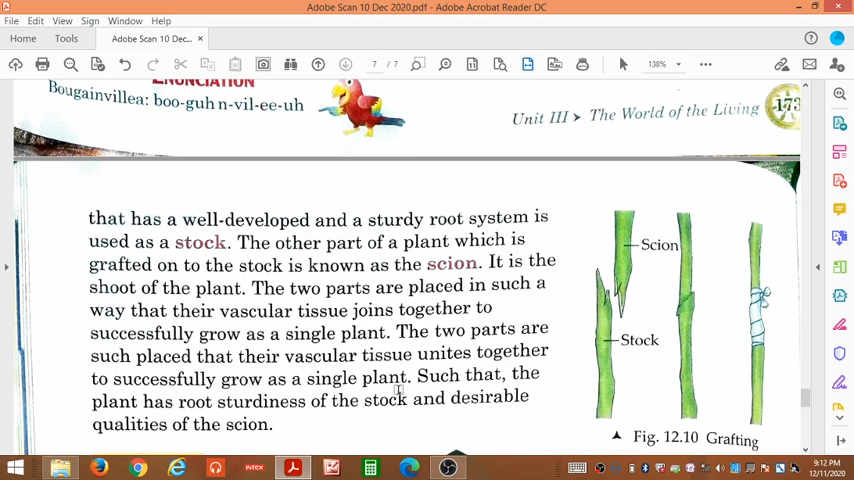 Adobe Scan 10 Dec 2020.pdf - Adobe Acrobat Reader DC
File Edit View Sign Window Help
Home Tools Adobe Scan 10 Dec... ×
7 / 7 138%
ENUNCIATION
Bougainvillea: boo-guh n-vil-ee-uh
Unit III > The World of the Living 173
that has a well-developed and a sturdy root system is
used as a stock. The other part of a plant which is
grafted on to the stock is known as the scion. It is the
shoot of the plant. The two parts are placed in such a
way that their vascular tissue joins together to
successfully grow as a single plant. The two parts are
such placed that their vascular tissue unites together
to successfully grow as a single plant. Such that, the
plant has root sturdiness of the stock and desirable
qualities of the scion.
Scion
Stock
▲ Fig. 12.10 Grafting
intex
9:12 PM
12/11/2020